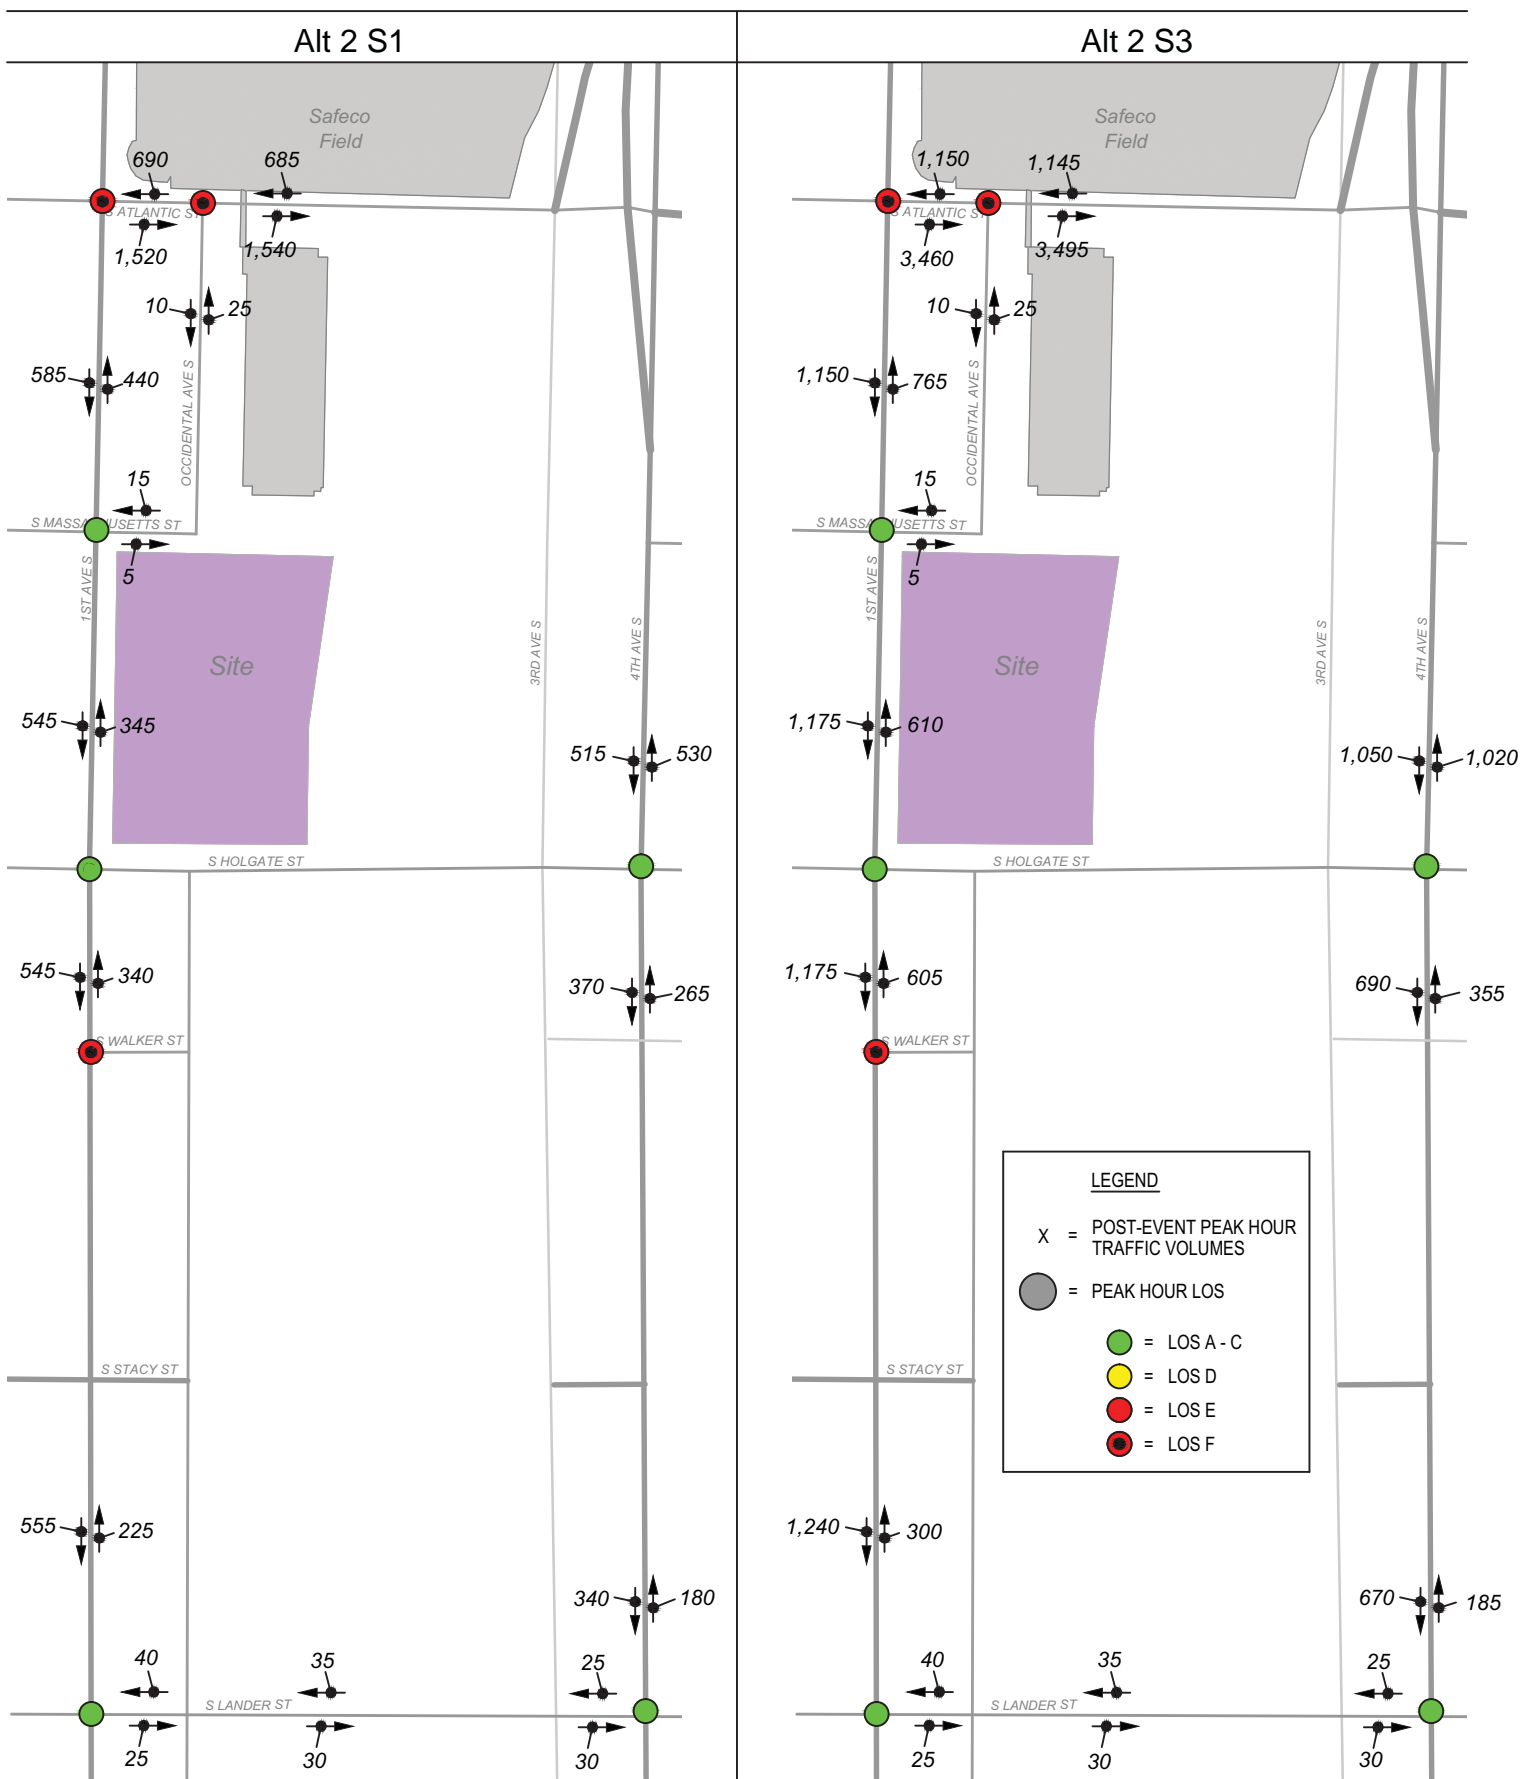 Alt 2 S1
Safeco
Field
690
685
S ATLANTIC ST
1,520
1,540
10
25
585
440
OCCIDENTAL AVE S
15
S MASSACHUSETTS ST
5
1ST AVE S
Site
3RD AVE S
4TH AVE S
545
345
515
530
S HOLGATE ST
545
340
370
265
S WALKER ST
S STACY ST
555
225
340
180
40
35
25
S LANDER ST
25
30
30
Alt 2 S3
Safeco
Field
1,150
1,145
S ATLANTIC ST
3,460
3,495
10
25
1,150
765
OCCIDENTAL AVE S
15
S MASSACHUSETTS ST
5
1ST AVE S
Site
3RD AVE S
4TH AVE S
1,175
610
1,050
1,020
S HOLGATE ST
1,175
605
690
355
S WALKER ST
LEGEND
X = POST-EVENT PEAK HOUR
TRAFFIC VOLUMES
= PEAK HOUR LOS
= LOS A - C
= LOS D
= LOS E
= LOS F
S STACY ST
1,240
300
670
185
40
35
25
S LANDER ST
25
30
30